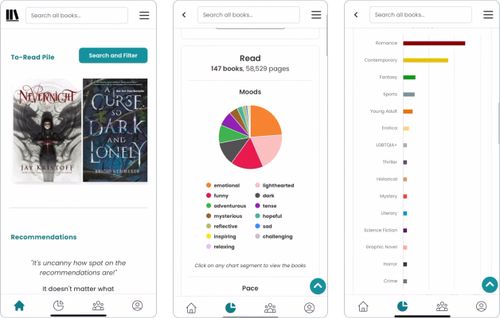 Search all books...
To-Read Pile
Search and Filter
NEVERNIGHT
JAY KRISTOFF
A
CURSE
SO
DARK
AND
LONELY
BRIGID KEMMERER
Recommendations
"It's uncanny how spot on the
recommendations are!"
It doesn't matter what
Search all books...
Read
147 books, 58,529 pages
Moods
emotional
lighthearted
funny
dark
adventurous
tense
mysterious
hopeful
reflective
sad
inspiring
challenging
relaxing
Click on any chart segment to view the books
Pace
Search all books...
Romance
Contemporary
Fantasy
Sports
Young Adult
Erotica
LGBTQIA+
Thriller
Historical
Mystery
Literary
Science Fiction
Graphic Novel
Horror
Crime